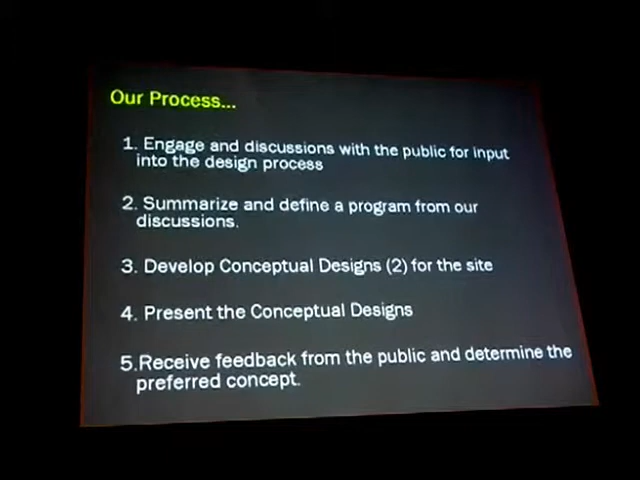 Our Process...
1. Engage and discussions with the public for input
into the design process
2. Summarize and define a program from our
discussions.
3. Develop Conceptual Designs (2) for the site
4. Present the Conceptual Designs
5.Receive feedback from the public and determine the
preferred concept.